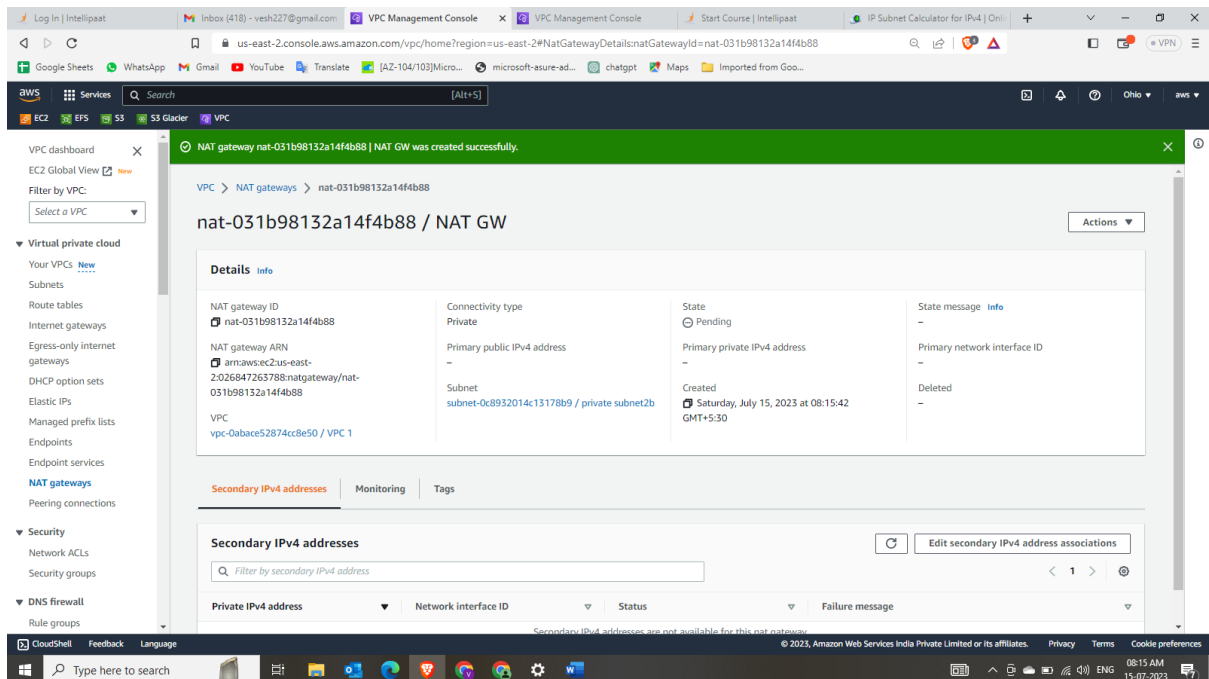 Log In | Intellipaat
Inbox (418) - vesh227@gmail.com
VPC Management Console
VPC Management Console
Start Course | Intellipaat
IP Subnet Calculator for IPv4 | Onli
us-east-2.console.aws.amazon.com/vpc/home?region=us-east-2#NatGatewayDetails:natGatewayId=nat-031b98132a14f4b88
VPN
Google Sheets
WhatsApp
Gmail
YouTube
Translate
[AZ-104/103]Micro...
microsoft-asure-ad...
chatgpt
Maps
Imported from Goo...
aws
Services
Search
[Alt+S]
Ohio
aws
EC2
EFS
S3
S3 Glacier
VPC
VPC dashboard
EC2 Global View New
Filter by VPC:
Select a VPC
Virtual private cloud
Your VPCs New
Subnets
Route tables
Internet gateways
Egress-only internet
gateways
DHCP option sets
Elastic IPs
Managed prefix lists
Endpoints
Endpoint services
NAT gateways
Peering connections
Security
Network ACLs
Security groups
DNS firewall
Rule groups
NAT gateway nat-031b98132a14f4b88 | NAT GW was created successfully.
VPC > NAT gateways > nat-031b98132a14f4b88
nat-031b98132a14f4b88 / NAT GW
Actions
Details Info
NAT gateway ID
nat-031b98132a14f4b88
NAT gateway ARN
arn:aws:ec2:us-east-
2:026847263788:natgateway/nat-
031b98132a14f4b88
VPC
vpc-0abace52874cc8e50 / VPC 1
Connectivity type
Private
Primary public IPv4 address
–
Subnet
subnet-0c8932014c13178b9 / private subnet2b
State
Pending
Primary private IPv4 address
–
Created
Saturday, July 15, 2023 at 08:15:42
GMT+5:30
State message Info
–
Primary network interface ID
–
Deleted
–
Secondary IPv4 addresses
Monitoring
Tags
Secondary IPv4 addresses
Edit secondary IPv4 address associations
Filter by secondary IPv4 address
< 1 >
Private IPv4 address
Network interface ID
Status
Failure message
Secondary IPv4 addresses are not available for this nat gateway
CloudShell
Feedback
Language
© 2023, Amazon Web Services India Private Limited or its affiliates.
Privacy
Terms
Cookie preferences
Type here to search
ENG
08:15 AM
15-07-2023